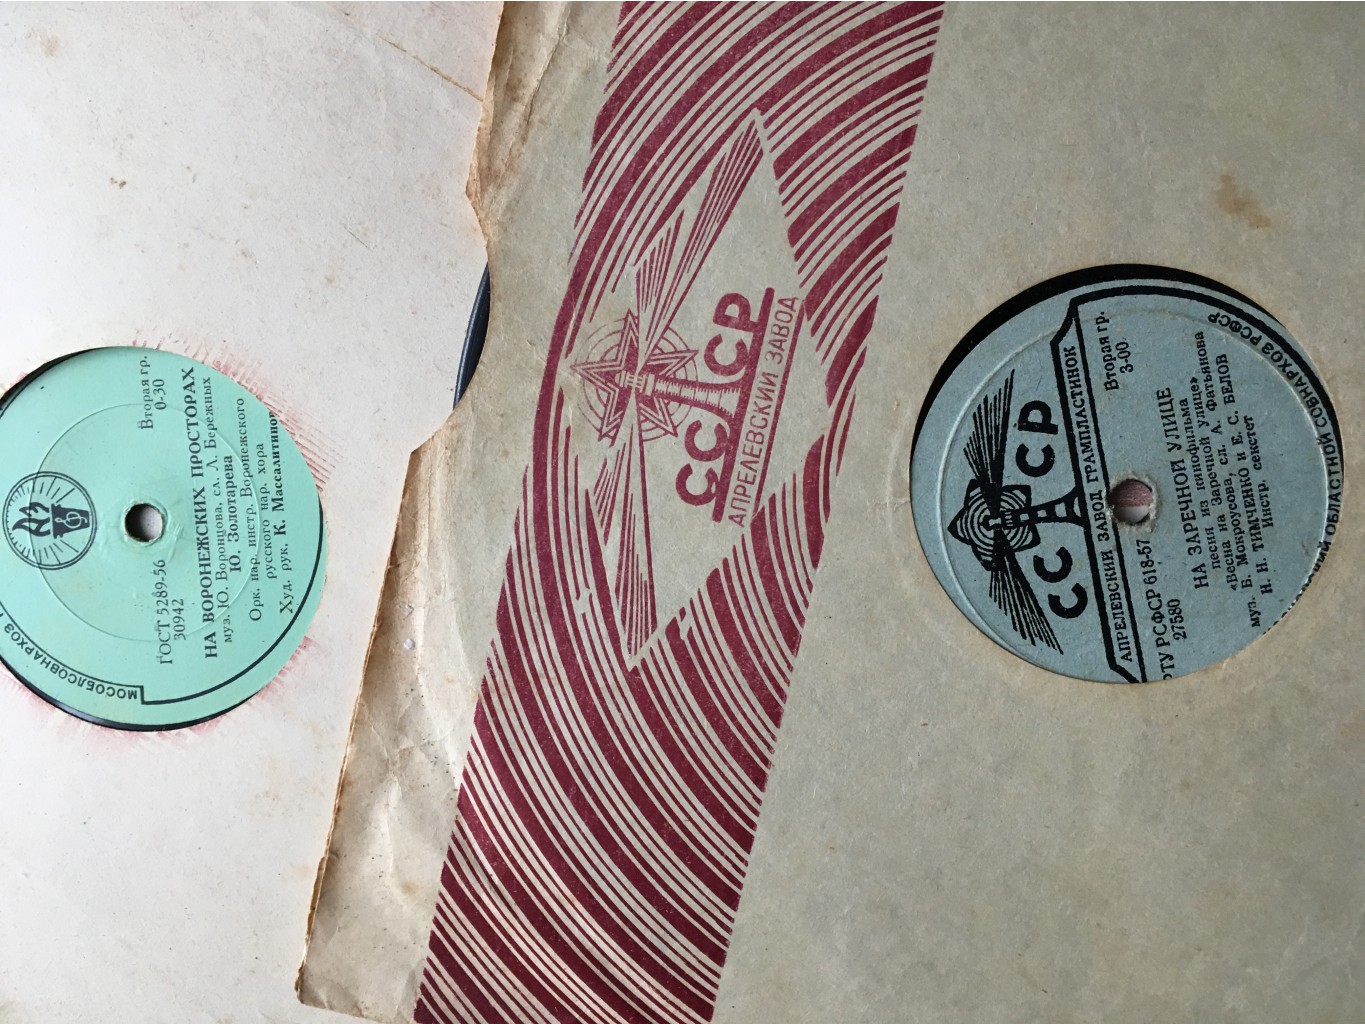 МОСОБЛСОВНАРХОЗ
АЗ
Вторая гр.
0-30
ГОСТ 5289-56
30942
НА ВОРОНЕЖСКИХ ПРОСТОРАХ
муз. Ю. Воронцова, сл. Л. Бережных
Ю. Золотарева
Орк. нар. инстр. Воронежского
русского нар. хора
Худ. рук. К. Массалитинов
СССР
АПРЕЛЕВСКИЙ ЗАВОД
СССР
АПРЕЛЕВСКИЙ ЗАВОД ГРАМПЛАСТИНОК
ОБЛАСТНОЙ СОВНАРХОЗ РСФСР
Вторая гр.
3-00
РТУ РСФСР 618-57
27580
НА ЗАРЕЧНОЙ УЛИЦЕ
песни из кинофильма
«Весна на Заречной улице»
муз. Б. Мокроусова, сл. А. Фатьянова
Н. Н. ТИМЧЕНКО и Е. С. БЕЛОВ
Инстр. секстет